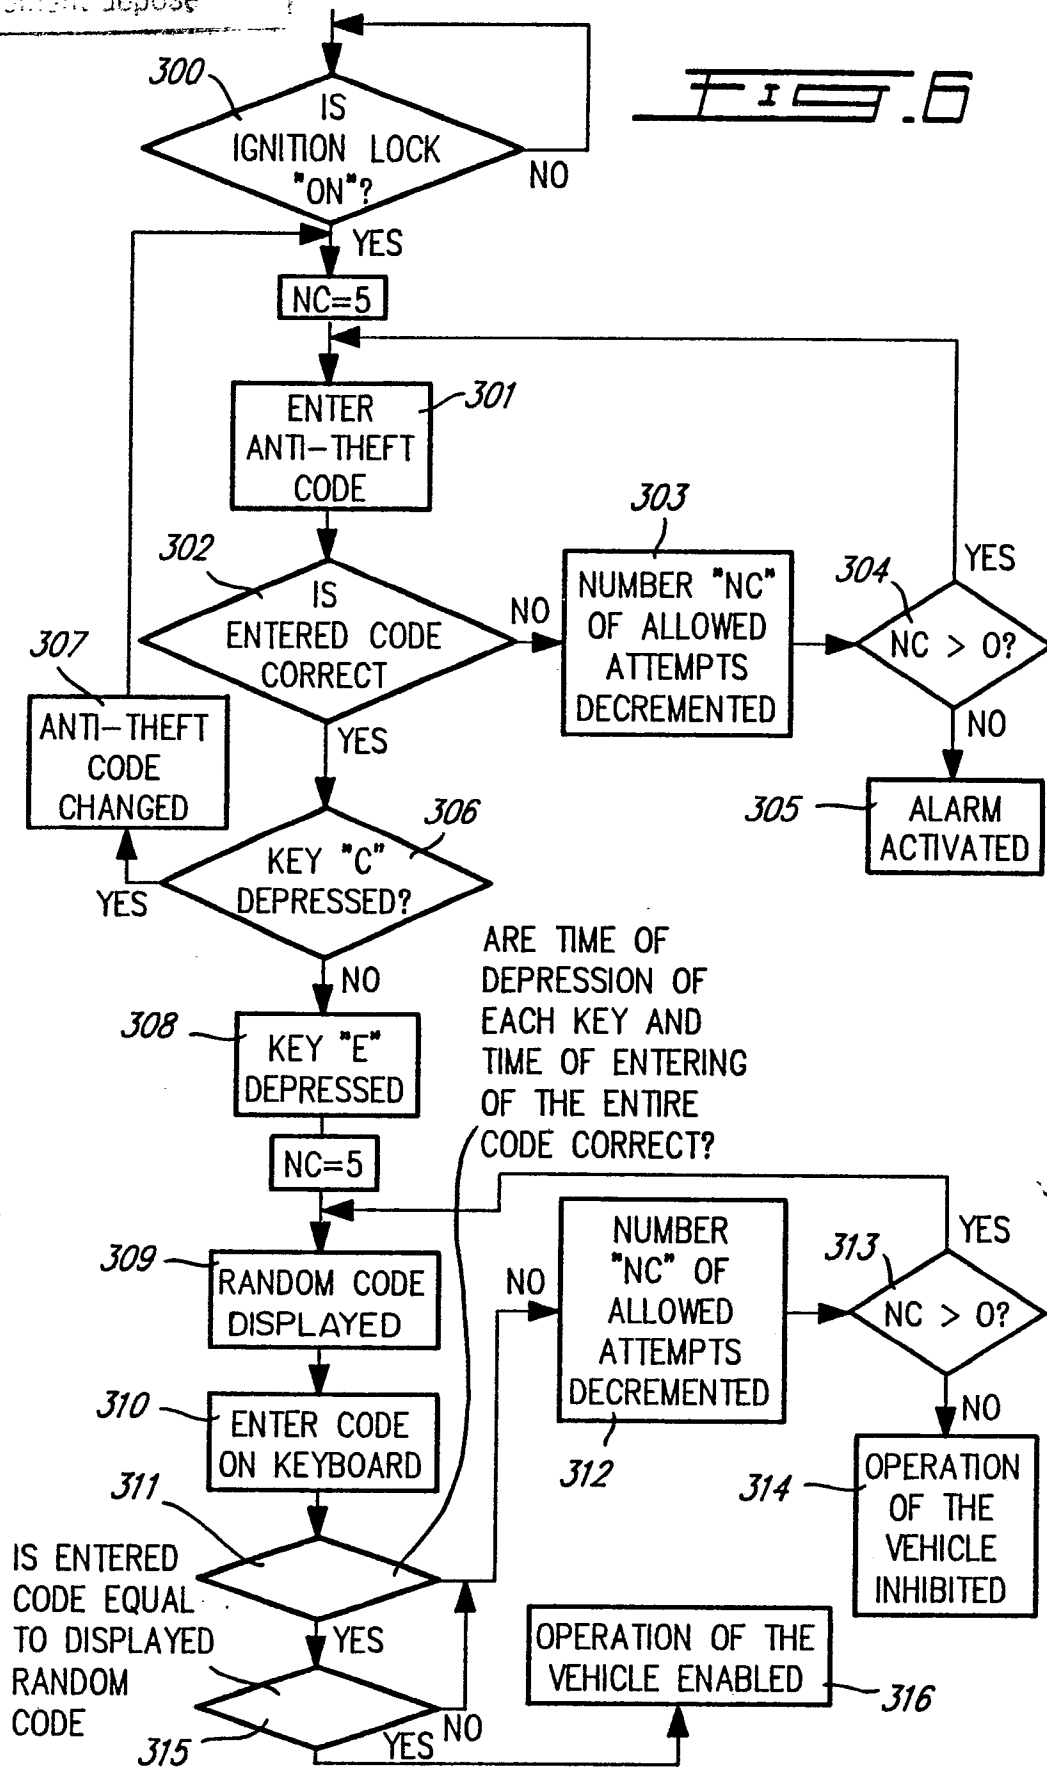 déposé
FIG. 6
300
IS
IGNITION LOCK
"ON"?
NO
YES
NC=5
301
ENTER
ANTI-THEFT
CODE
302
IS
ENTERED CODE
CORRECT
NO
303
NUMBER "NC"
OF ALLOWED
ATTEMPTS
DECREMENTED
304
YES
NC > 0?
NO
305
ALARM
ACTIVATED
307
ANTI-THEFT
CODE
CHANGED
YES
306
KEY "C"
DEPRESSED?
YES
NO
308
KEY "E"
DEPRESSED
NC=5
ARE TIME OF
DEPRESSION OF
EACH KEY AND
TIME OF ENTERING
OF THE ENTIRE
CODE CORRECT?
309
RANDOM CODE
DISPLAYED
310
ENTER CODE
ON KEYBOARD
311
NO
NUMBER
"NC" OF
ALLOWED
ATTEMPTS
DECREMENTED
312
313
YES
NC > 0?
NO
314
OPERATION
OF THE
VEHICLE
INHIBITED
YES
IS ENTERED
CODE EQUAL
TO DISPLAYED
RANDOM
CODE
315
NO
YES
OPERATION OF THE
VEHICLE ENABLED
316